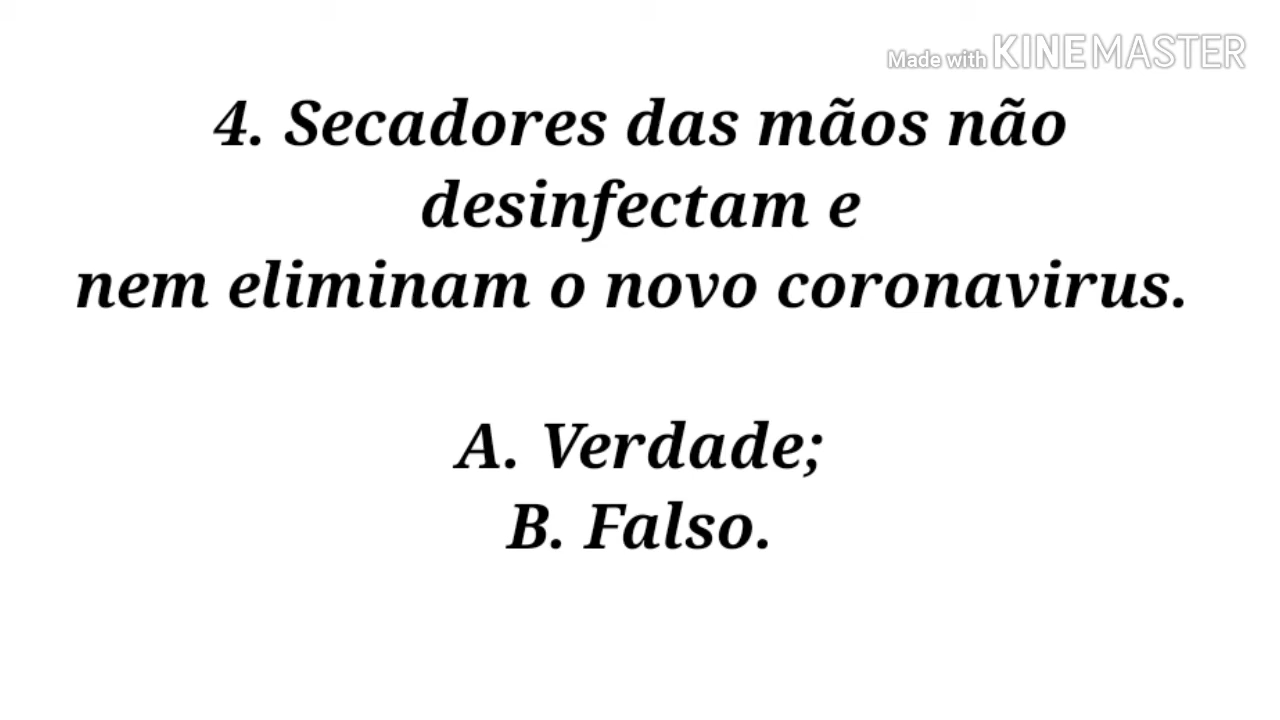 Made with KINEMASTER
4. Secadores das mãos não
desinfectam e
nem eliminam o novo coronavirus.
A. Verdade;
B. Falso.